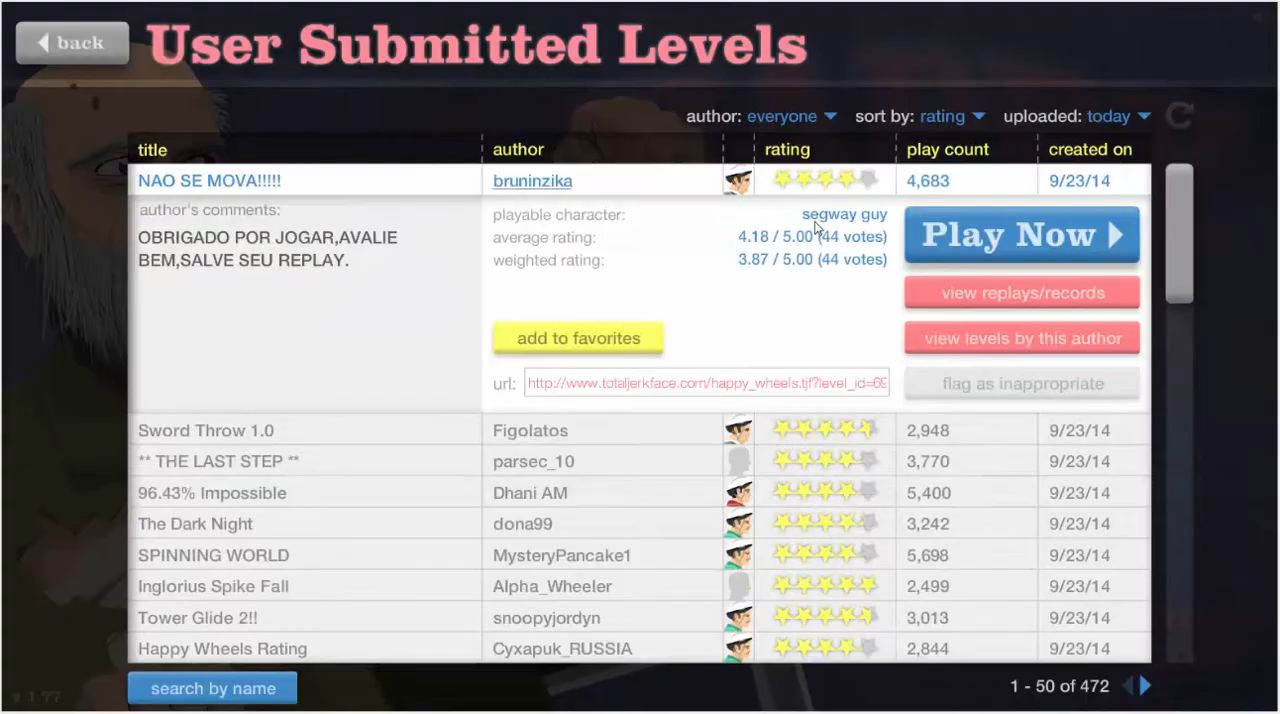 back
User Submitted Levels
author: everyone sort by: rating uploaded: today
title author rating play count created on
NAO SE MOVA!!!!! bruninzika 4,683 9/23/14
author's comments:
OBRIGADO POR JOGAR,AVALIE
BEM,SALVE SEU REPLAY.
playable character: segway guy
average rating: 4.18 / 5.00 (44 votes)
weighted rating: 3.87 / 5.00 (44 votes)
add to favorites
url: http://www.totaljerkface.com/happy_wheels.tjf?level_id=69
Play Now
view replays/records
view levels by this author
flag as inappropriate
Sword Throw 1.0 Figolatos 2,948 9/23/14
** THE LAST STEP ** parsec_10 3,770 9/23/14
96.43% Impossible Dhani AM 5,400 9/23/14
The Dark Night dona99 3,242 9/23/14
SPINNING WORLD MysteryPancake1 5,698 9/23/14
Inglorius Spike Fall Alpha_Wheeler 2,499 9/23/14
Tower Glide 2!! snoopyjordyn 3,013 9/23/14
Happy Wheels Rating Cyxapuk_RUSSIA 2,844 9/23/14
v 1.77 search by name 1 - 50 of 472